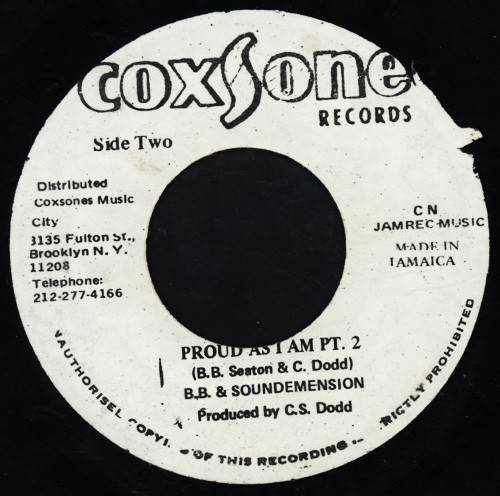 coxsone
RECORDS
Side Two
Distributed
Coxsones Music
City
3135 Fulton St.,
Brooklyn N. Y.
11208
Telephone:
212-277-4166
C N
JAMREC-MUSIC
MADE IN
JAMAICA
PROUD AS I AM PT. 2
(B.B. Seaton & C. Dodd)
B.B. & SOUNDEMENSION
Produced by C.S. Dodd
OF THIS RECORDING
PROHIBITED